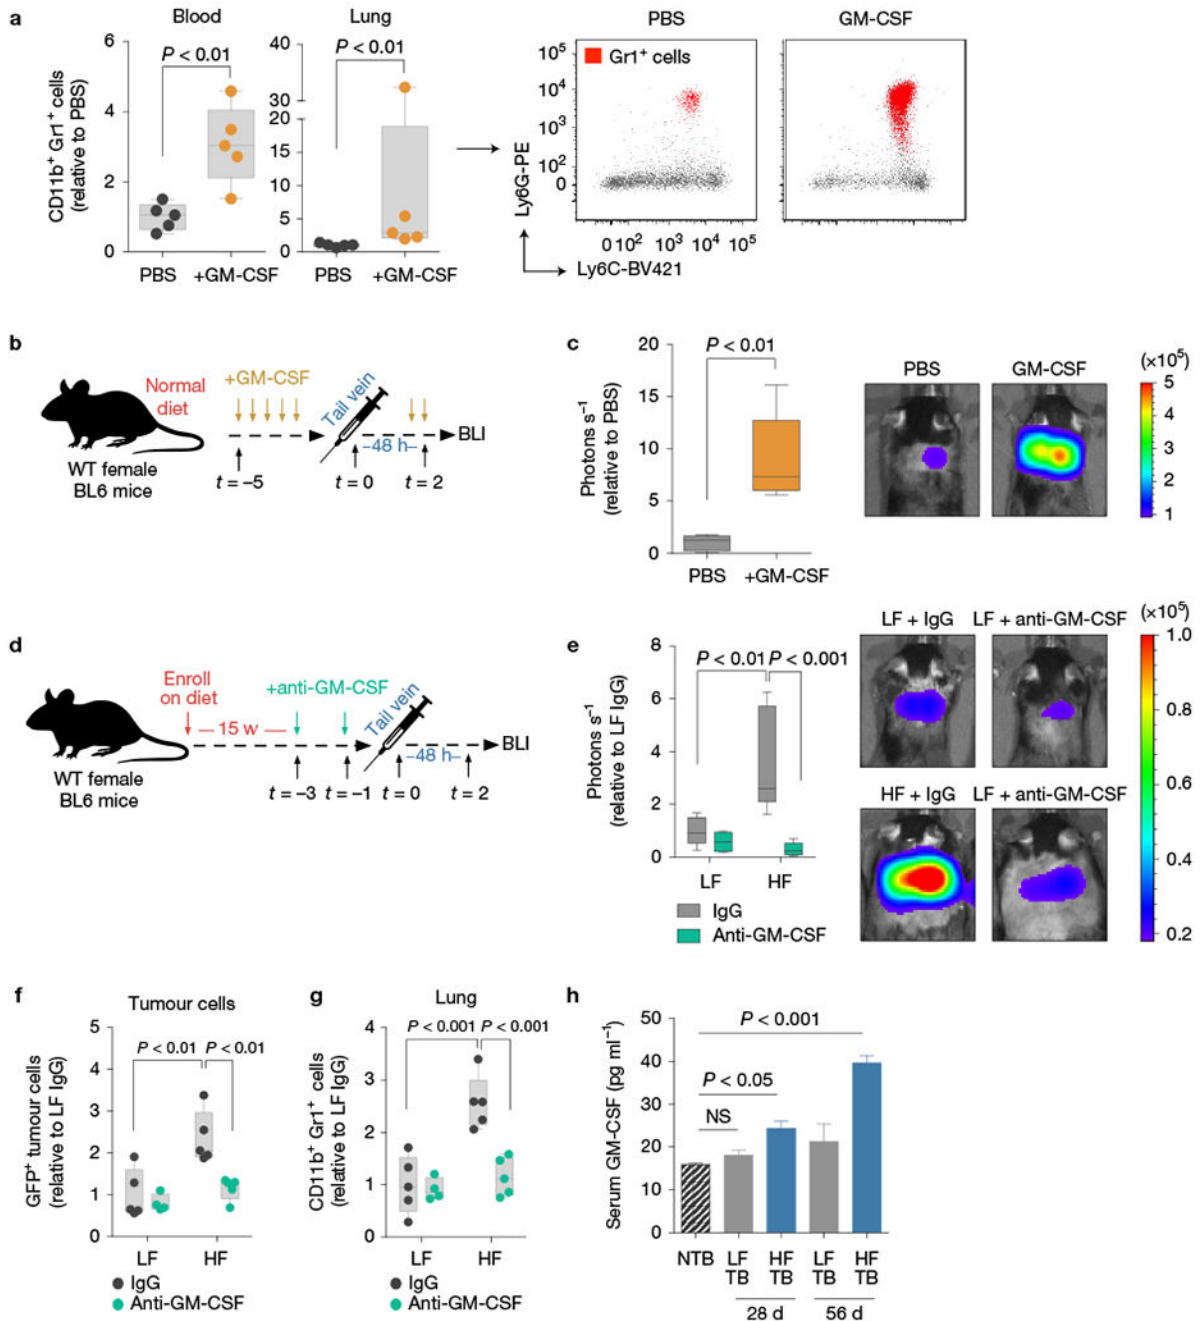 a
Blood
Lung
PBS
GM-CSF
P < 0.01
P < 0.01
CD11b⁺ Gr1⁺ cells
(relative to PBS)
6
4
2
0
40
30
20
15
10
5
0
PBS
+GM-CSF
PBS
+GM-CSF
Gr1⁺ cells
Ly6G-PE
10⁵
10⁴
10³
10²
0
0 10² 10³ 10⁴ 10⁵
Ly6C-BV421
b
Normal
diet
+GM-CSF
Tail vein
48 h
BLI
WT female
BL6 mice
t = −5
t = 0
t = 2
c
P < 0.01
Photons s⁻¹
(relative to PBS)
20
15
10
5
0
PBS
+GM-CSF
PBS
GM-CSF
(×10⁵)
5
4
3
2
1
d
Enroll
on diet
15 w
+anti-GM-CSF
Tail vein
48 h
BLI
WT female
BL6 mice
t = −3
t = −1
t = 0
t = 2
e
P < 0.01
P < 0.001
Photons s⁻¹
(relative to LF IgG)
8
6
4
2
0
LF
HF
IgG
Anti-GM-CSF
LF + IgG
LF + anti-GM-CSF
HF + IgG
LF + anti-GM-CSF
(×10⁵)
1.0
0.8
0.6
0.4
0.2
f
Tumour cells
P < 0.01
P < 0.01
GFP⁺ tumour cells
(relative to LF IgG)
5
4
3
2
1
0
LF
HF
IgG
Anti-GM-CSF
g
Lung
P < 0.001
P < 0.001
CD11b⁺ Gr1⁺ cells
(relative to LF IgG)
4
3
2
1
0
LF
HF
IgG
Anti-GM-CSF
h
P < 0.001
P < 0.05
NS
Serum GM-CSF (pg ml⁻¹)
50
40
30
20
10
0
NTB
LF
TB
HF
TB
LF
TB
HF
TB
28 d
56 d